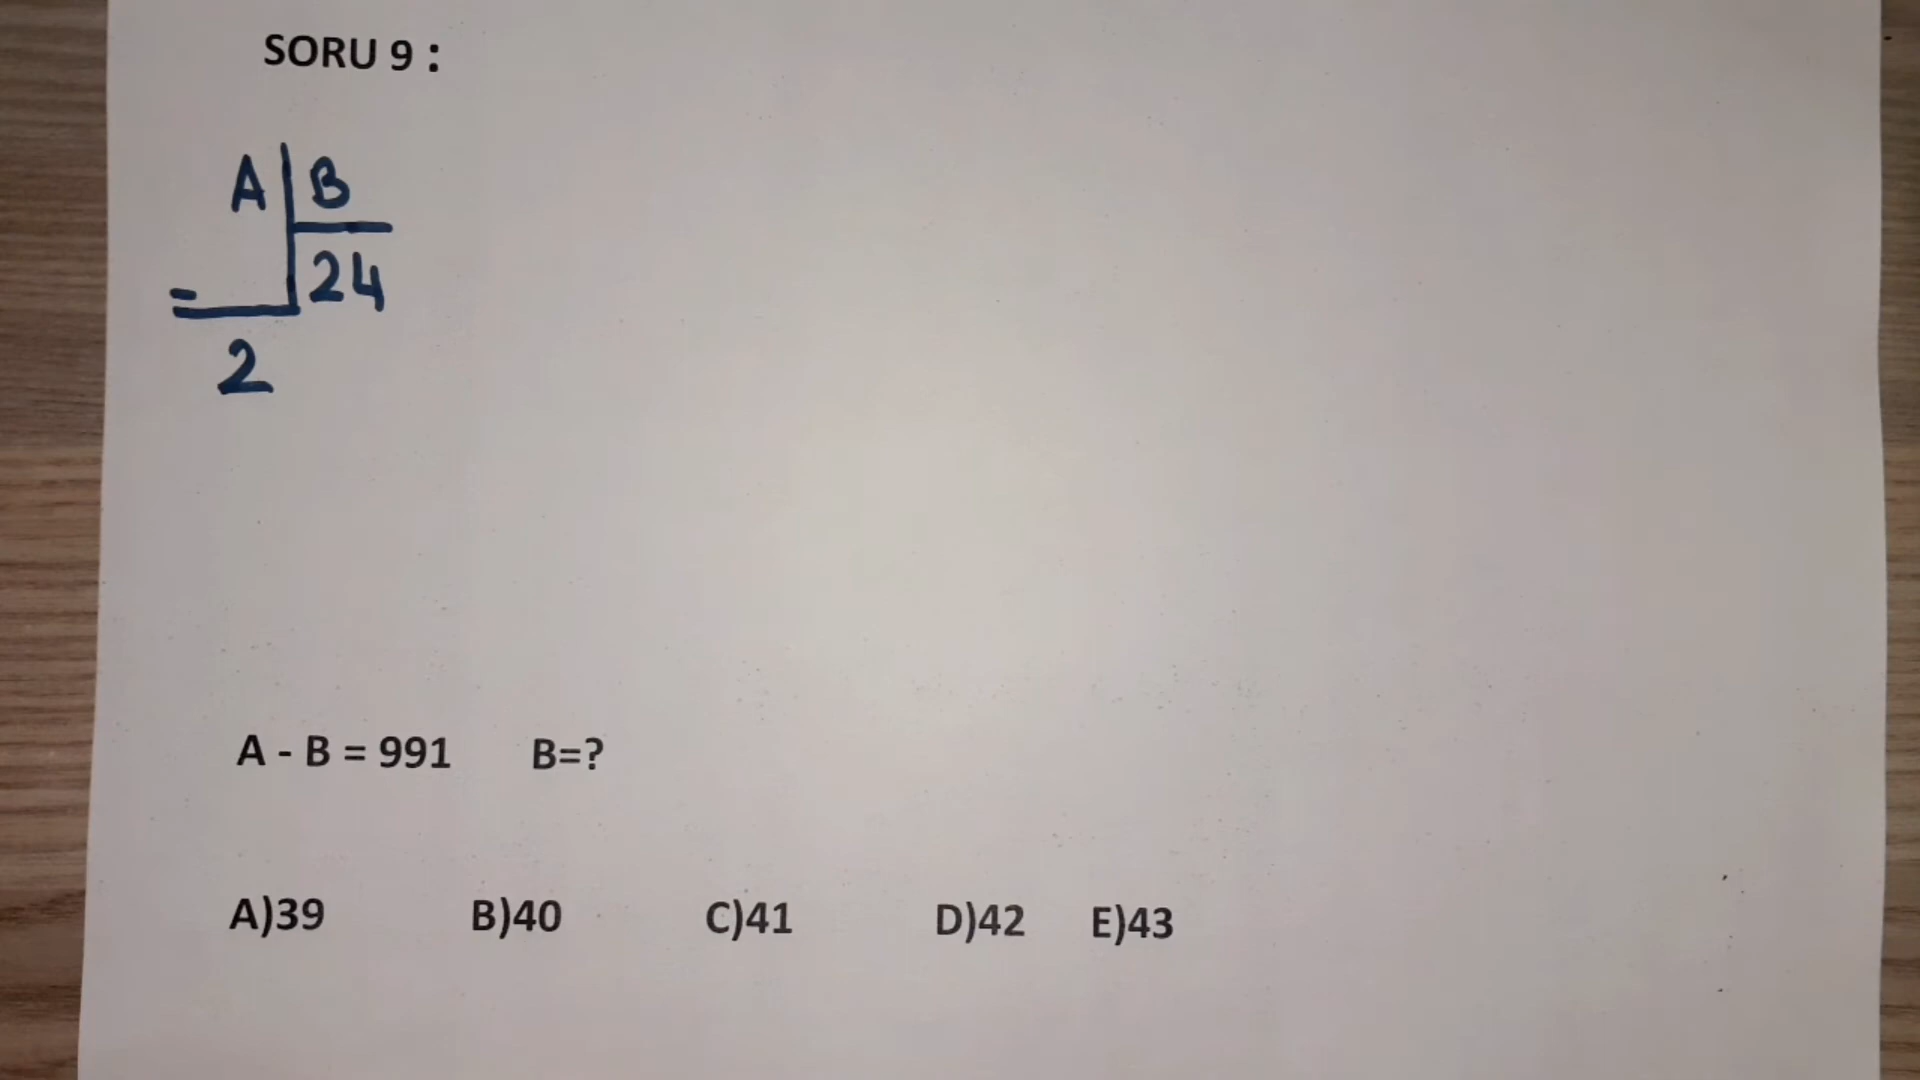 SORU 9 :
A B
24
2
A - B = 991 B=?
A)39 B)40 C)41 D)42 E)43